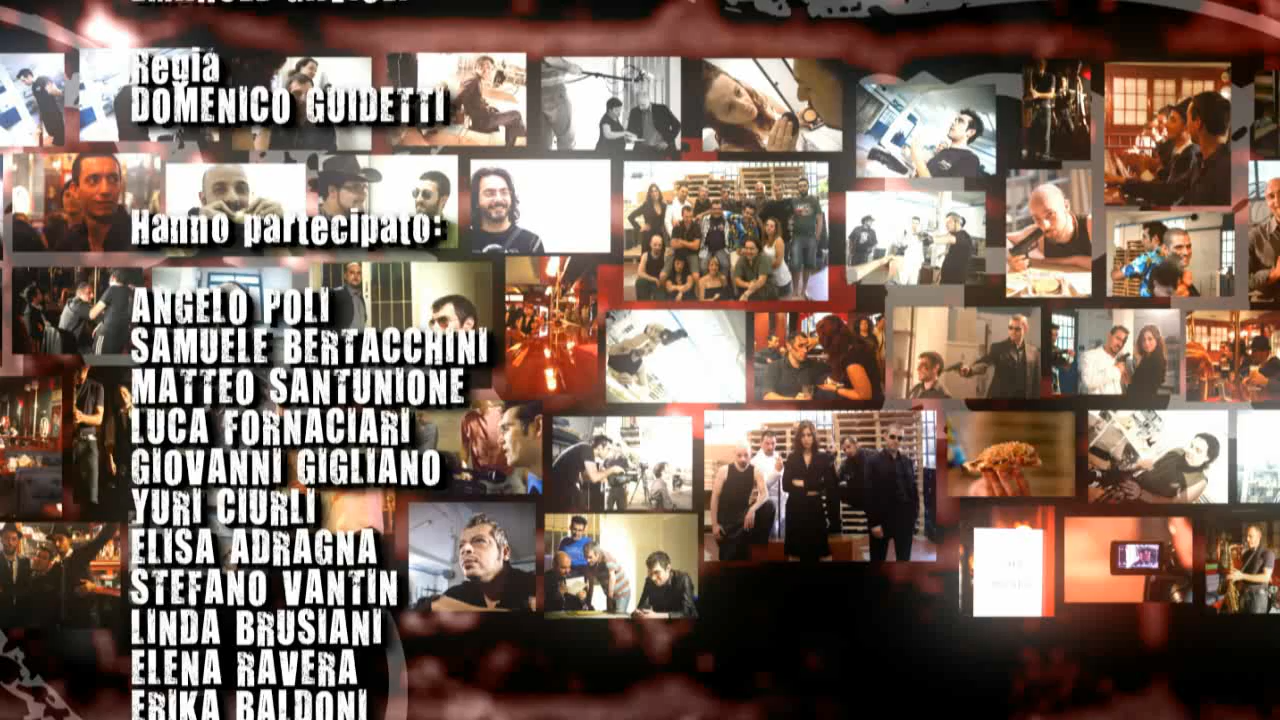 Regia
DOMENICO GUIDETTI
Hanno partecipato:
ANGELO POLI
SAMUELE BERTACCHINI
MATTEO SANTUNIONE
LUCA FORNACIARI
GIOVANNI GIGLIANO
YURI CIURLI
ELISA ADRAGNA
STEFANO VANTIN
LINDA BRUSIANI
ELENA RAVERA
ERIKA BALDONI